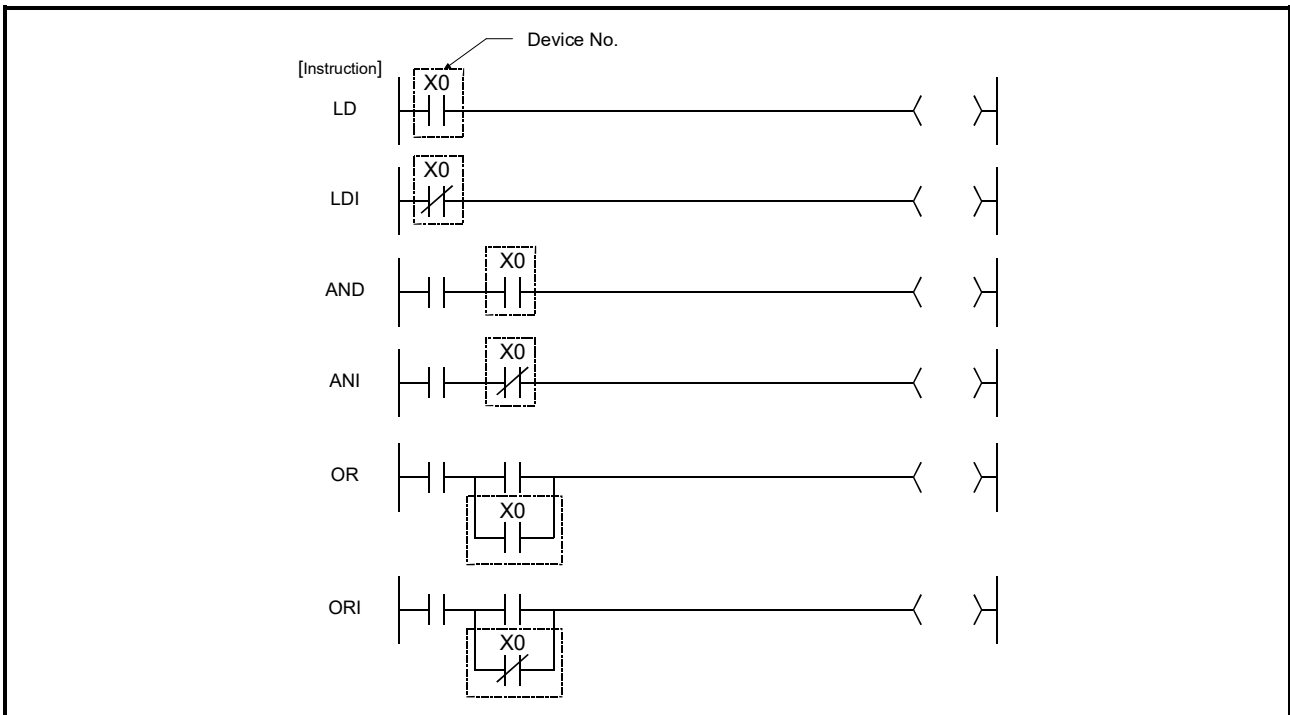 Device No.
[Instruction]
X0
LD
X0
LDI
X0
AND
X0
ANI
OR
X0
ORI
X0